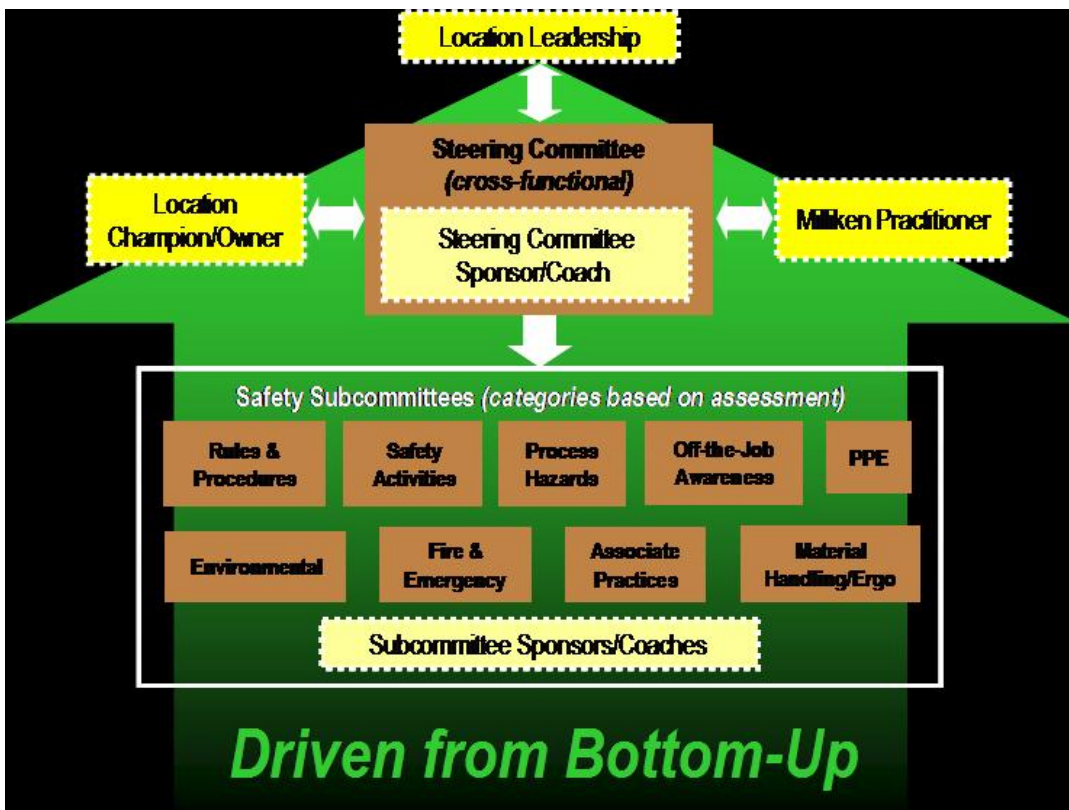 Location Leadership
Steering Committee
(cross-functional)
Location
Champion/Owner
Steering Committee
Sponsor/Coach
Milliken Practitioner
Safety Subcommittees (categories based on assessment)
Rules &
Procedures
Safety
Activities
Process
Hazards
Off-the-Job
Awareness
PPE
Environmental
Fire &
Emergency
Associate
Practices
Material
Handling/Ergo
Subcommittee Sponsors/Coaches
Driven from Bottom-Up